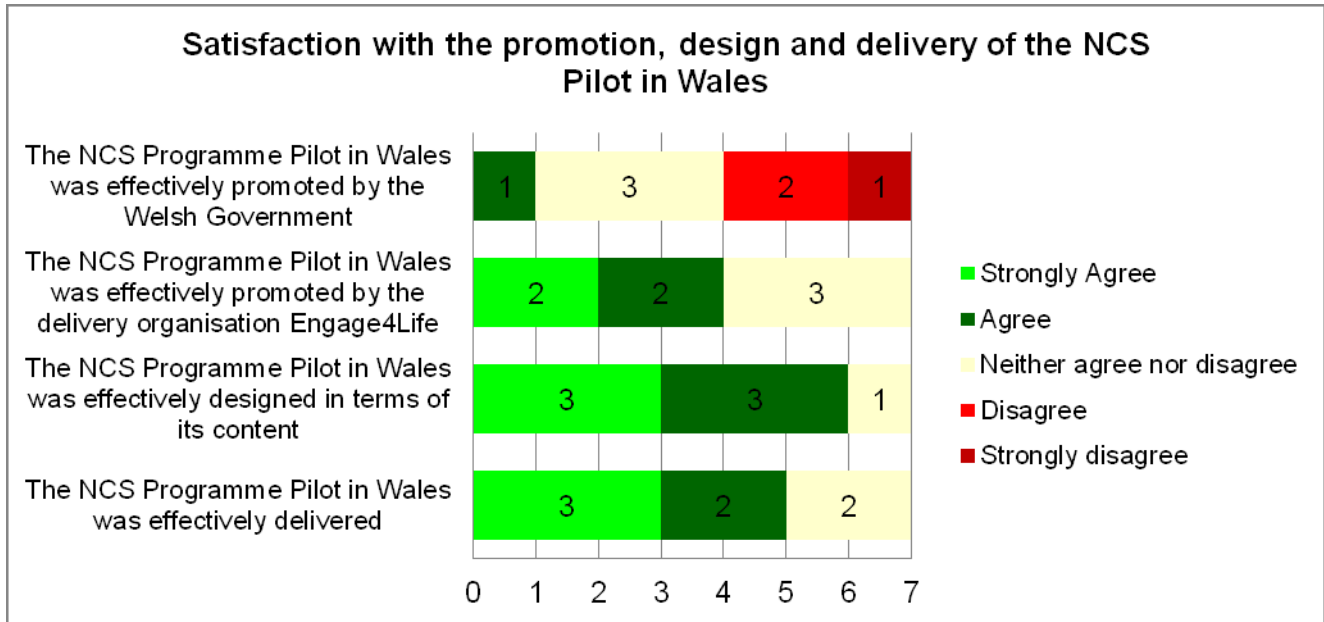 Satisfaction with the promotion, design and delivery of the NCS
Pilot in Wales
The NCS Programme Pilot in Wales
was effectively promoted by the
Welsh Government
1 3 2 1
The NCS Programme Pilot in Wales
was effectively promoted by the
delivery organisation Engage4Life
2 2 3
The NCS Programme Pilot in Wales
was effectively designed in terms of
its content
3 3 1
The NCS Programme Pilot in Wales
was effectively delivered
3 2 2
0 1 2 3 4 5 6 7
Strongly Agree
Agree
Neither agree nor disagree
Disagree
Strongly disagree